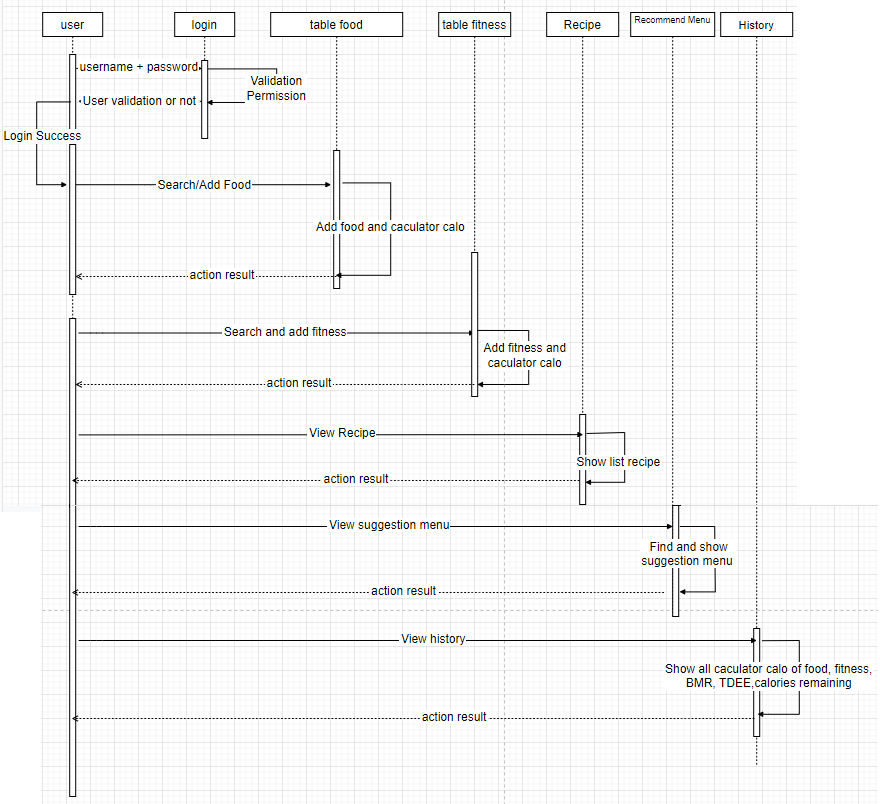 user
login
table food
table fitness
Recipe
Recommend Menu
History
username + password
Validation
Permission
User validation or not
Login Success
Search/Add Food
Add food and caculator calo
action result
Search and add fitness
Add fitness and
caculator calo
action result
View Recipe
Show list recipe
action result
View suggestion menu
Find and show
suggestion menu
action result
View history
Show all caculator calo of food, fitness,
BMR, TDEE,calories remaining
action result